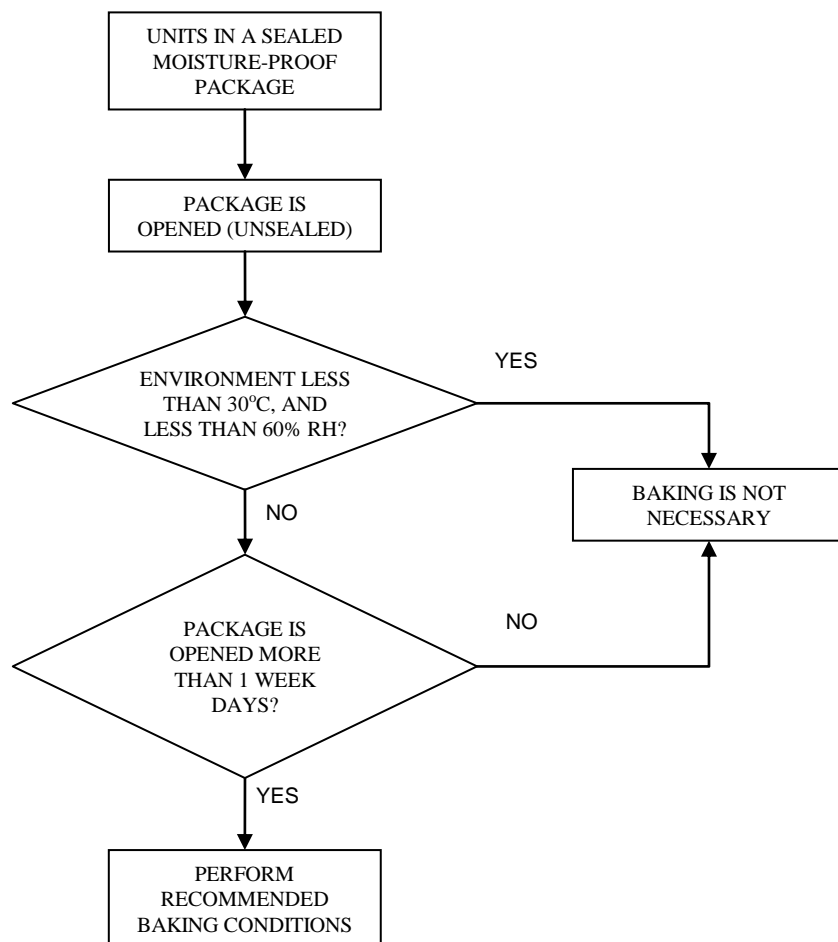 UNITS IN A SEALED
MOISTURE-PROOF
PACKAGE
PACKAGE IS
OPENED (UNSEALED)
ENVIRONMENT LESS
THAN 30°C, AND
LESS THAN 60% RH?
YES
BAKING IS NOT
NECESSARY
NO
PACKAGE IS
OPENED MORE
THAN 1 WEEK
DAYS?
NO
YES
PERFORM
RECOMMENDED
BAKING CONDITIONS